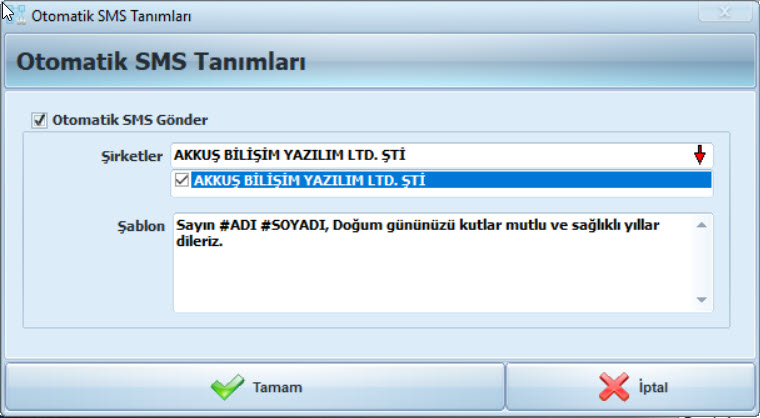 Otomatik SMS Tanımları
Otomatik SMS Tanımları
Otomatik SMS Gönder
Şirketler AKKUŞ BİLİŞİM YAZILIM LTD. ŞTİ
AKKUŞ BİLİŞİM YAZILIM LTD. ŞTİ
Şablon Sayın #ADI #SOYADI, Doğum gününüzü kutlar mutlu ve sağlıklı yıllar
dileriz.
Tamam İptal